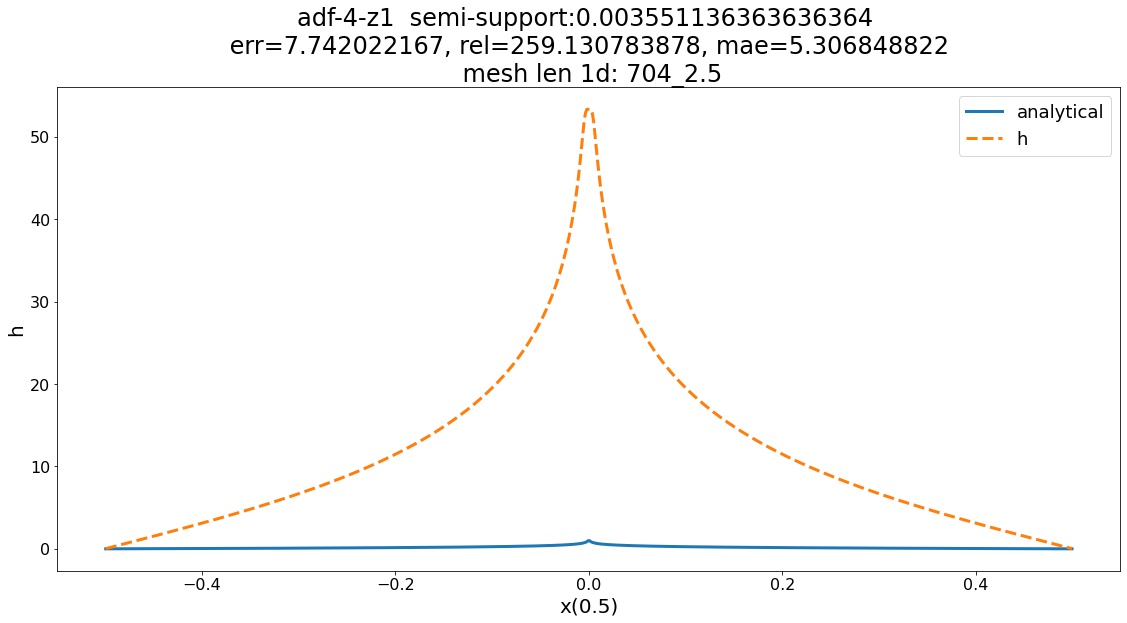 adf-4-z1 semi-support:0.003551136363636364
err=7.742022167, rel=259.130783878, mae=5.306848822
mesh len 1d: 704_2.5
analytical
h
50
40
30
20
10
0
h
−0.4
−0.2
0.0
0.2
0.4
x(0.5)